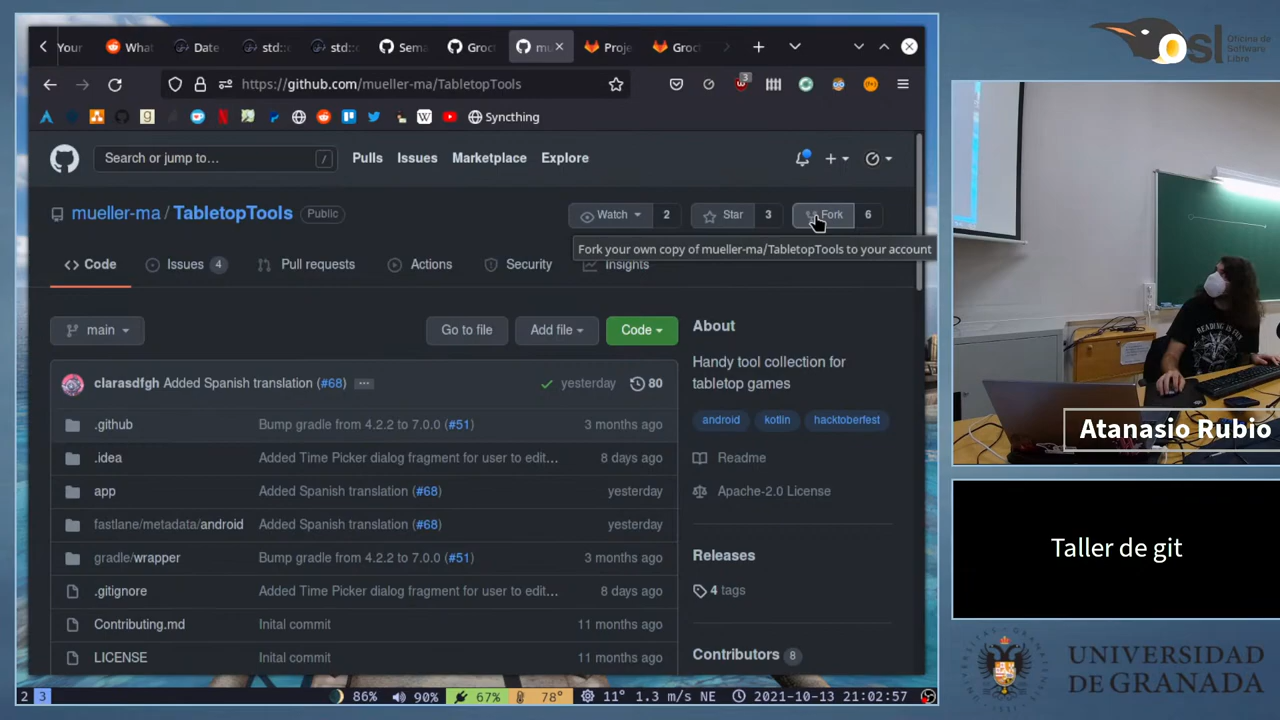 Your
What
Date
std::
std::
Sema
Groc
mu
Proje
Groc
https://github.com/mueller-ma/TabletopTools
3
Syncthing
Search or jump to...
/
Pulls
Issues
Marketplace
Explore
mueller-ma / TabletopTools
Public
Watch
2
Star
3
Fork
6
Fork your own copy of mueller-ma/TabletopTools to your account
Code
Issues 4
Pull requests
Actions
Security
Insights
main
Go to file
Add file
Code
clarasdfgh Added Spanish translation (#68) ... yesterday 80
.github Bump gradle from 4.2.2 to 7.0.0 (#51) 3 months ago
.idea Added Time Picker dialog fragment for user to edit... 8 days ago
app Added Spanish translation (#68) yesterday
fastlane/metadata/android Added Spanish translation (#68) yesterday
gradle/wrapper Bump gradle from 4.2.2 to 7.0.0 (#51) 3 months ago
.gitignore Added Time Picker dialog fragment for user to edit... 8 days ago
Contributing.md Inital commit 11 months ago
LICENSE Inital commit 11 months ago
About
Handy tool collection for
tabletop games
android
kotlin
hacktoberfest
Readme
Apache-2.0 License
Releases
4 tags
Contributors 8
2 3
86%
90%
67%
78°
11° 1.3 m/s NE
2021-10-13 21:02:57
osl
Oficina de
Software
Libre
READING IS
Atanasio Rubio
Taller de git
UNIVERSIDAD
DE GRANADA